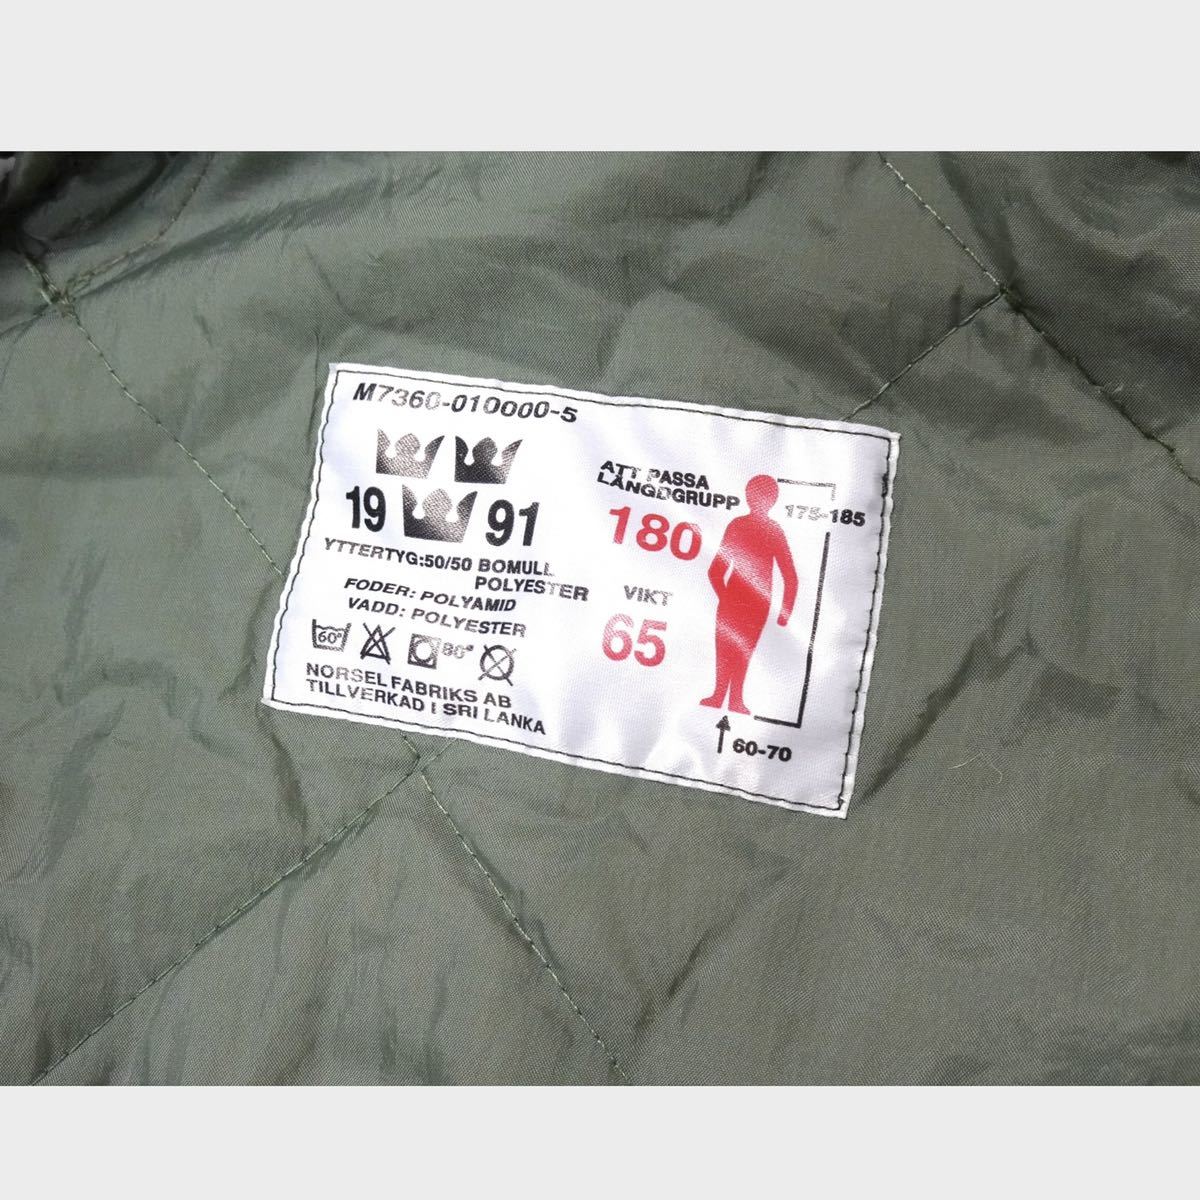 M7360-010000-5
19 91
YTTERTYG:50/50 BOMULL
POLYESTER
FODER: POLYAMID
VADD: POLYESTER
60° 80°
NORSEL FABRIKS AB
TILLVERKAD I SRI LANKA
ATT PASSA
LÄNGDGRUPP
180
VIKT
65
175-185
60-70